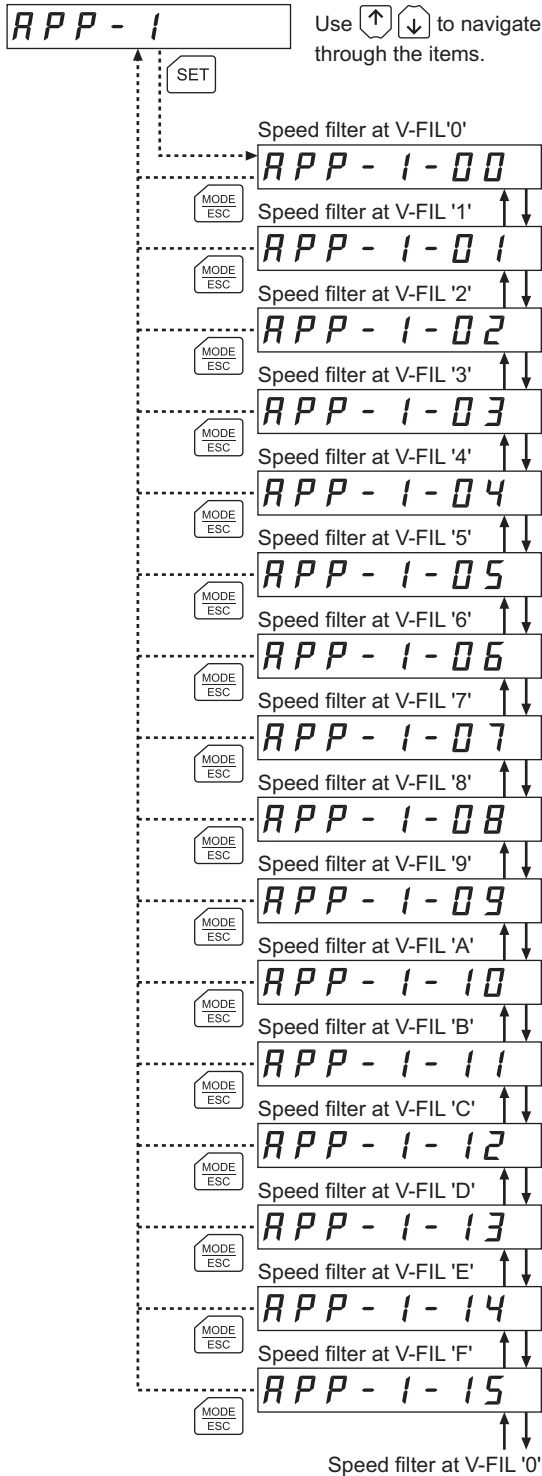 APP-1
Use ↑ ↓ to navigate
through the items.
SET
Speed filter at V-FIL'0'
APP-1-00
MODE
ESC
Speed filter at V-FIL '1'
APP-1-01
MODE
ESC
Speed filter at V-FIL '2'
APP-1-02
MODE
ESC
Speed filter at V-FIL '3'
APP-1-03
MODE
ESC
Speed filter at V-FIL '4'
APP-1-04
MODE
ESC
Speed filter at V-FIL '5'
APP-1-05
MODE
ESC
Speed filter at V-FIL '6'
APP-1-06
MODE
ESC
Speed filter at V-FIL '7'
APP-1-07
MODE
ESC
Speed filter at V-FIL '8'
APP-1-08
MODE
ESC
Speed filter at V-FIL '9'
APP-1-09
MODE
ESC
Speed filter at V-FIL 'A'
APP-1-10
MODE
ESC
Speed filter at V-FIL 'B'
APP-1-11
MODE
ESC
Speed filter at V-FIL 'C'
APP-1-12
MODE
ESC
Speed filter at V-FIL 'D'
APP-1-13
MODE
ESC
Speed filter at V-FIL 'E'
APP-1-14
MODE
ESC
Speed filter at V-FIL 'F'
APP-1-15
MODE
ESC
Speed filter at V-FIL '0'